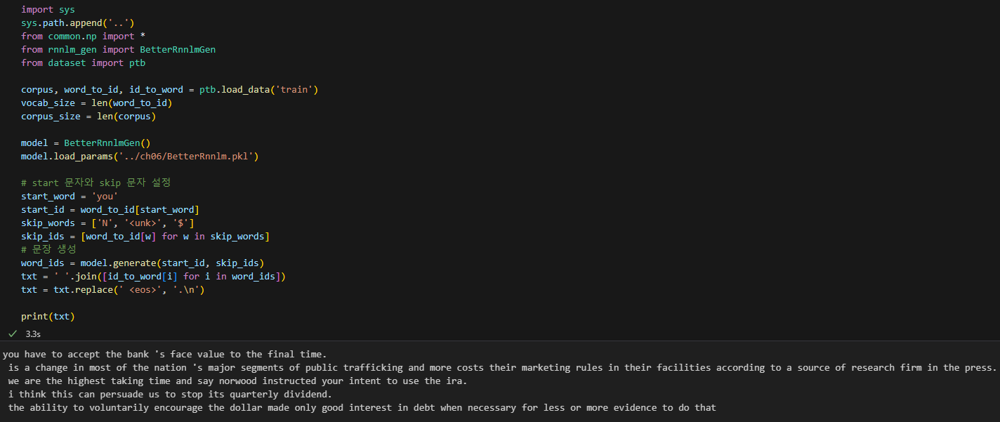 import sys
sys.path.append('..')
from common.np import *
from rnnlm_gen import BetterRnnlmGen
from dataset import ptb

corpus, word_to_id, id_to_word = ptb.load_data('train')
vocab_size = len(word_to_id)
corpus_size = len(corpus)

model = BetterRnnlmGen()
model.load_params('../ch06/BetterRnnlm.pkl')

# start 문자와 skip 문자 설정
start_word = 'you'
start_id = word_to_id[start_word]
skip_words = ['N', '<unk>', '$']
skip_ids = [word_to_id[w] for w in skip_words]
# 문장 생성
word_ids = model.generate(start_id, skip_ids)
txt = ' '.join([id_to_word[i] for i in word_ids])
txt = txt.replace(' <eos>', '.\n')

print(txt)
3.3s
you have to accept the bank 's face value to the final time.
 is a change in most of the nation 's major segments of public trafficking and more costs their marketing rules in their facilities according to a source of research firm in the press.
 we are the highest taking time and say norwood instructed your intent to use the ira.
 i think this can persuade us to stop its quarterly dividend.
 the ability to voluntarily encourage the dollar made only good interest in debt when necessary for less or more evidence to do that